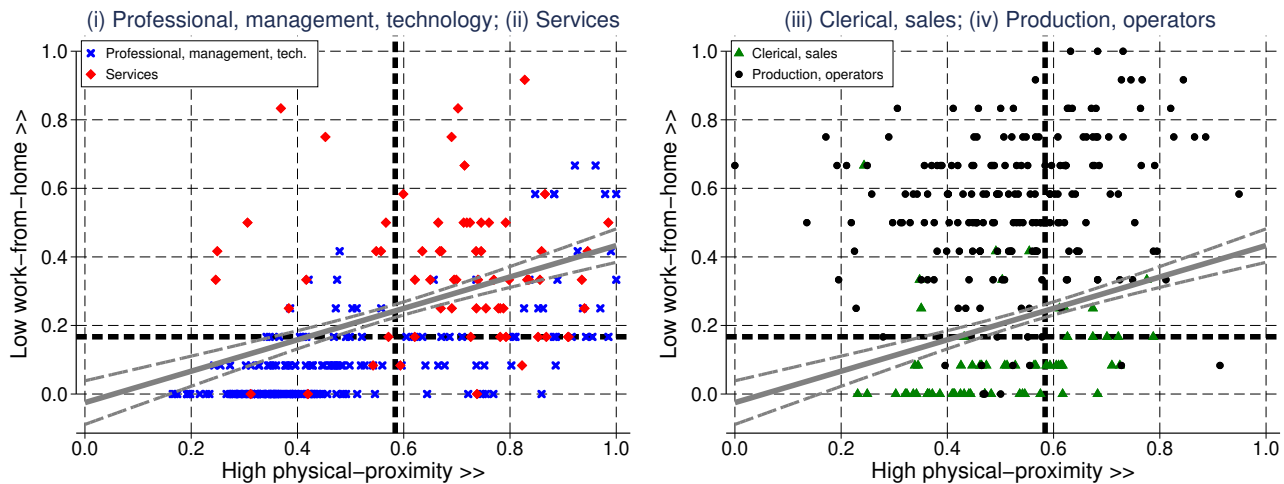 (i) Professional, management, technology; (ii) Services
Professional, management, tech.
Services
Low work−from−home >>
1.0
0.8
0.6
0.4
0.2
0.0
0.0 0.2 0.4 0.6 0.8 1.0
High physical−proximity >>
(iii) Clerical, sales; (iv) Production, operators
Clerical, sales
Production, operators
Low work−from−home >>
1.0
0.8
0.6
0.4
0.2
0.0
0.0 0.2 0.4 0.6 0.8 1.0
High physical−proximity >>